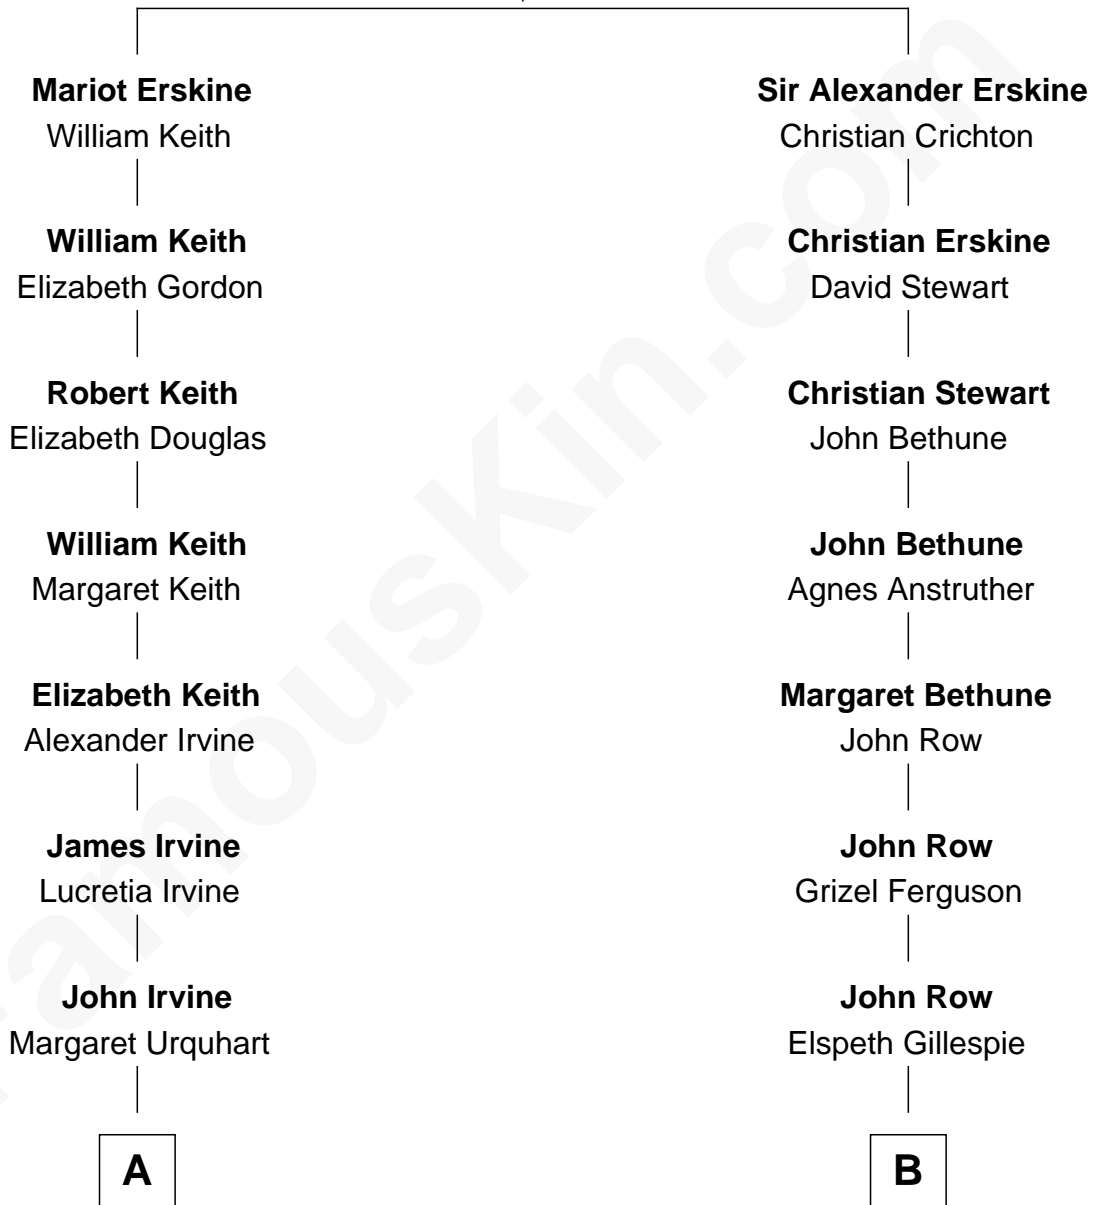 Mariot Erskine
William Keith
William Keith
Elizabeth Gordon
Robert Keith
Elizabeth Douglas
William Keith
Margaret Keith
Elizabeth Keith
Alexander Irvine
James Irvine
Lucretia Irvine
John Irvine
Margaret Urquhart
A
Sir Alexander Erskine
Christian Crichton
Christian Erskine
David Stewart
Christian Stewart
John Bethune
John Bethune
Agnes Anstruther
Margaret Bethune
John Row
John Row
Grizel Ferguson
John Row
Elspeth Gillespie
B
FamousKin.com